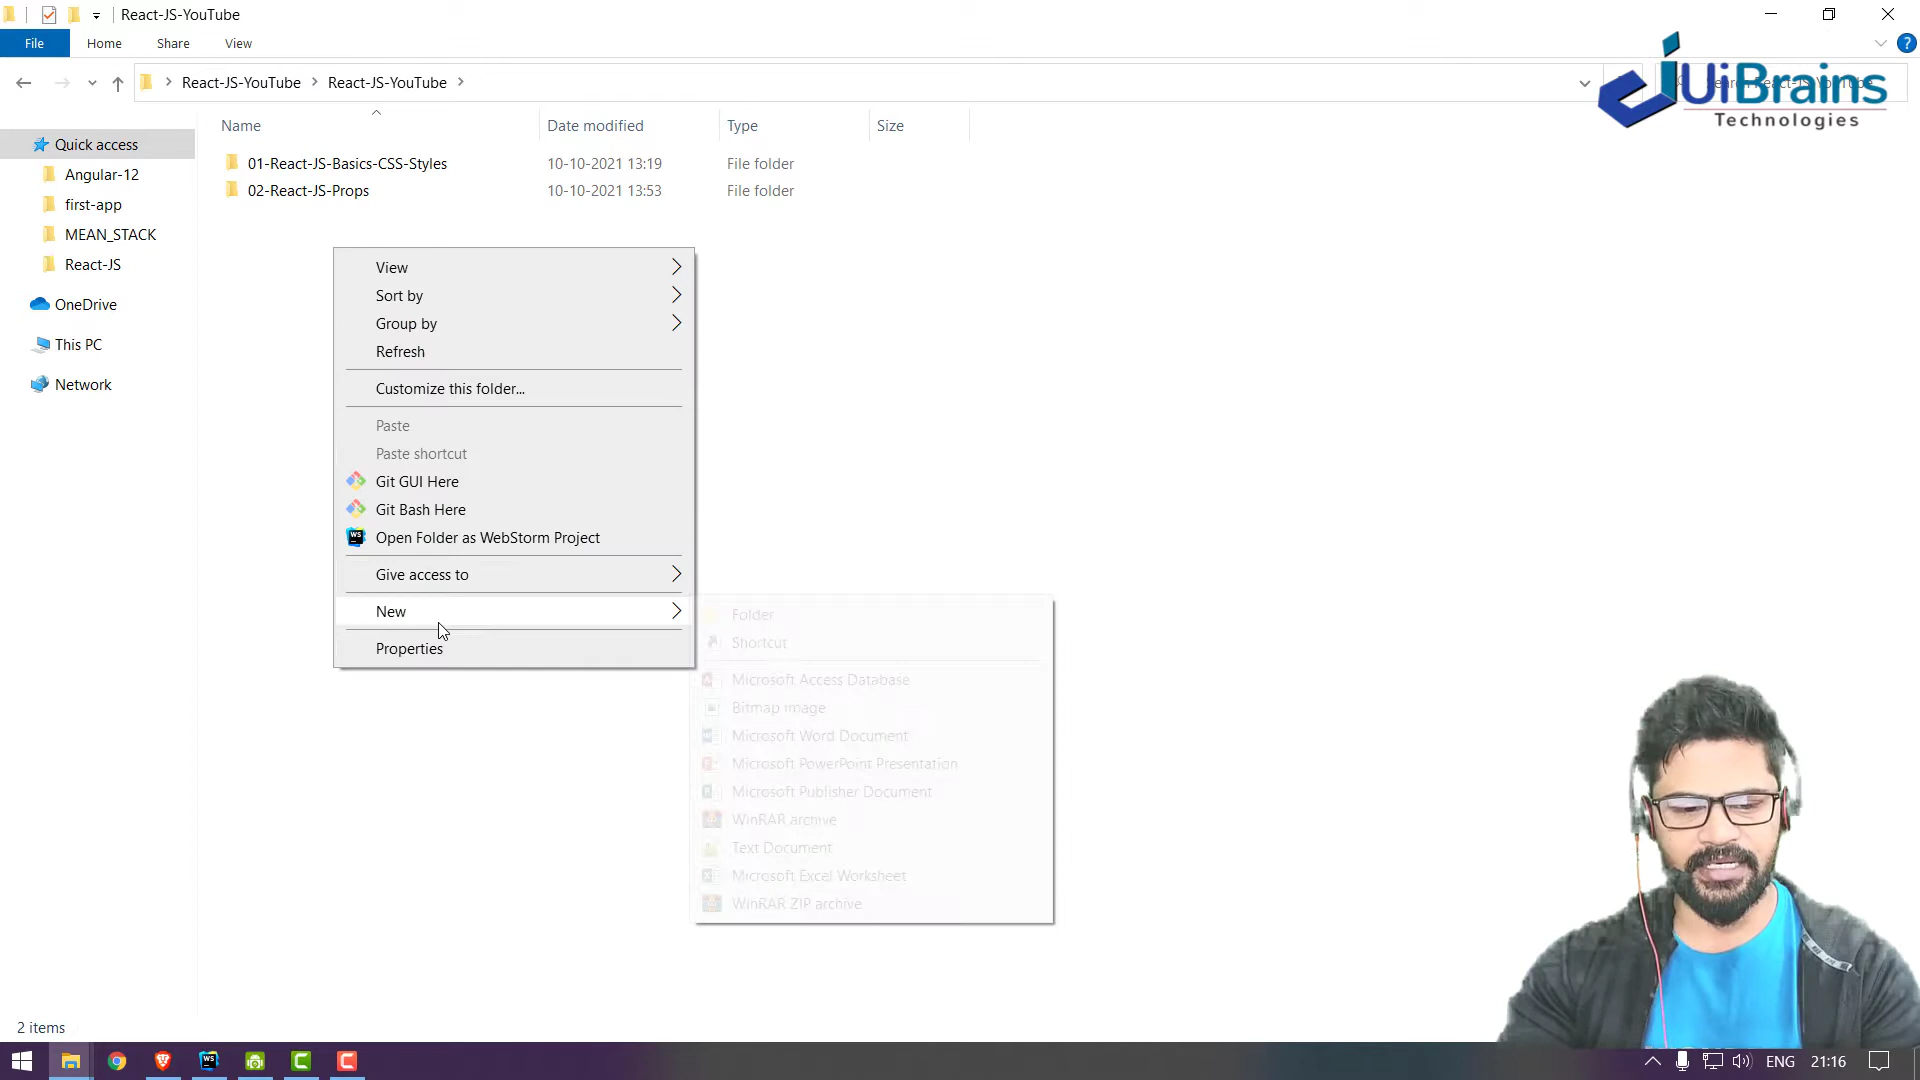 React-JS-YouTube
File
Home
Share
View
React-JS-YouTube
React-JS-YouTube
UiBrains
Technologies
Name
Date modified
Type
Size
Quick access
Angular-12
first-app
MEAN_STACK
React-JS
OneDrive
This PC
Network
01-React-JS-Basics-CSS-Styles 10-10-2021 13:19 File folder
02-React-JS-Props 10-10-2021 13:53 File folder
View
Sort by
Group by
Refresh
Customize this folder...
Paste
Paste shortcut
Git GUI Here
Git Bash Here
WS Open Folder as WebStorm Project
Give access to
New
Properties
Folder
Shortcut
Microsoft Access Database
Bitmap image
Microsoft Word Document
Microsoft PowerPoint Presentation
Microsoft Publisher Document
WinRAR archive
Text Document
Microsoft Excel Worksheet
WinRAR ZIP archive
2 items
WS
ENG
21:16